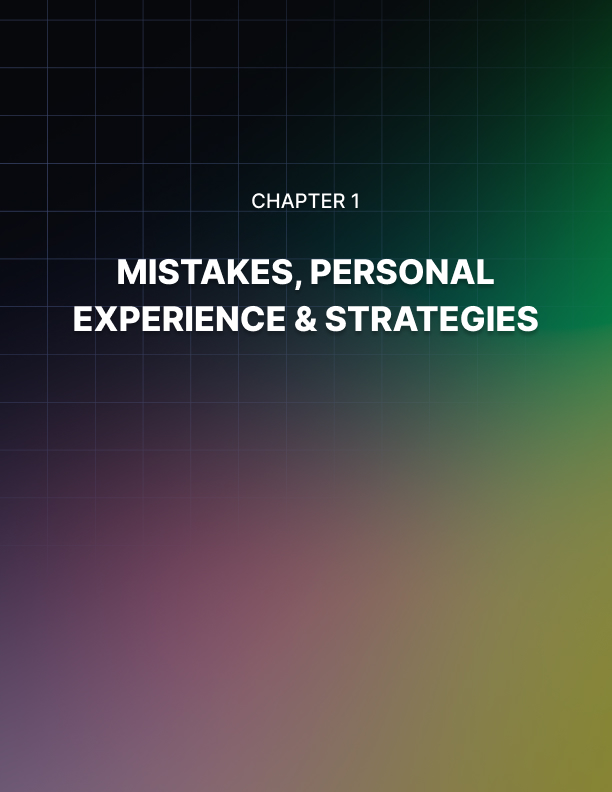 CHAPTER 1
MISTAKES, PERSONAL
EXPERIENCE & STRATEGIES